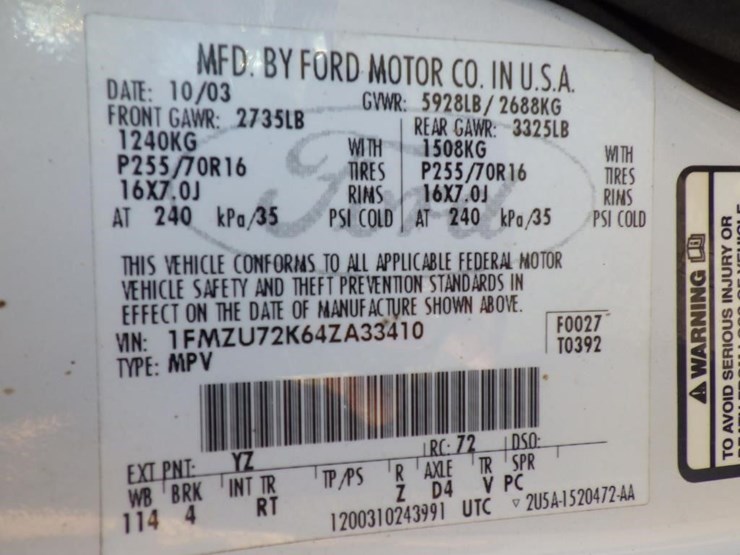 MFD. BY FORD MOTOR CO. IN U.S.A.
DATE: 10/03 GVWR: 5928LB/2688KG
FRONT GAWR: 2735LB REAR GAWR: 3325LB
1240KG WITH 1508KG WITH
P255/70R16 TIRES P255/70R16 TIRES
16X7.0J RIMS 16X7.0J RIMS
AT 240 kPa/35 PSI COLD AT 240 kPa/35 PSI COLD
Ford
THIS VEHICLE CONFORMS TO ALL APPLICABLE FEDERAL MOTOR
VEHICLE SAFETY AND THEFT PREVENTION STANDARDS IN
EFFECT ON THE DATE OF MANUFACTURE SHOWN ABOVE.
VIN: 1FMZU72K64ZA33410 F0027
TYPE: MPV T0392
EXT PNT: YZ RC: 72 DSO:
WB BRK INT TR TP/PS R AXLE TR SPR
114 4 RT Z D4 V PC
1200310243991 UTC ▽ 2U5A-1520472-AA
WARNING
TO AVOID SERIOUS INJURY OR